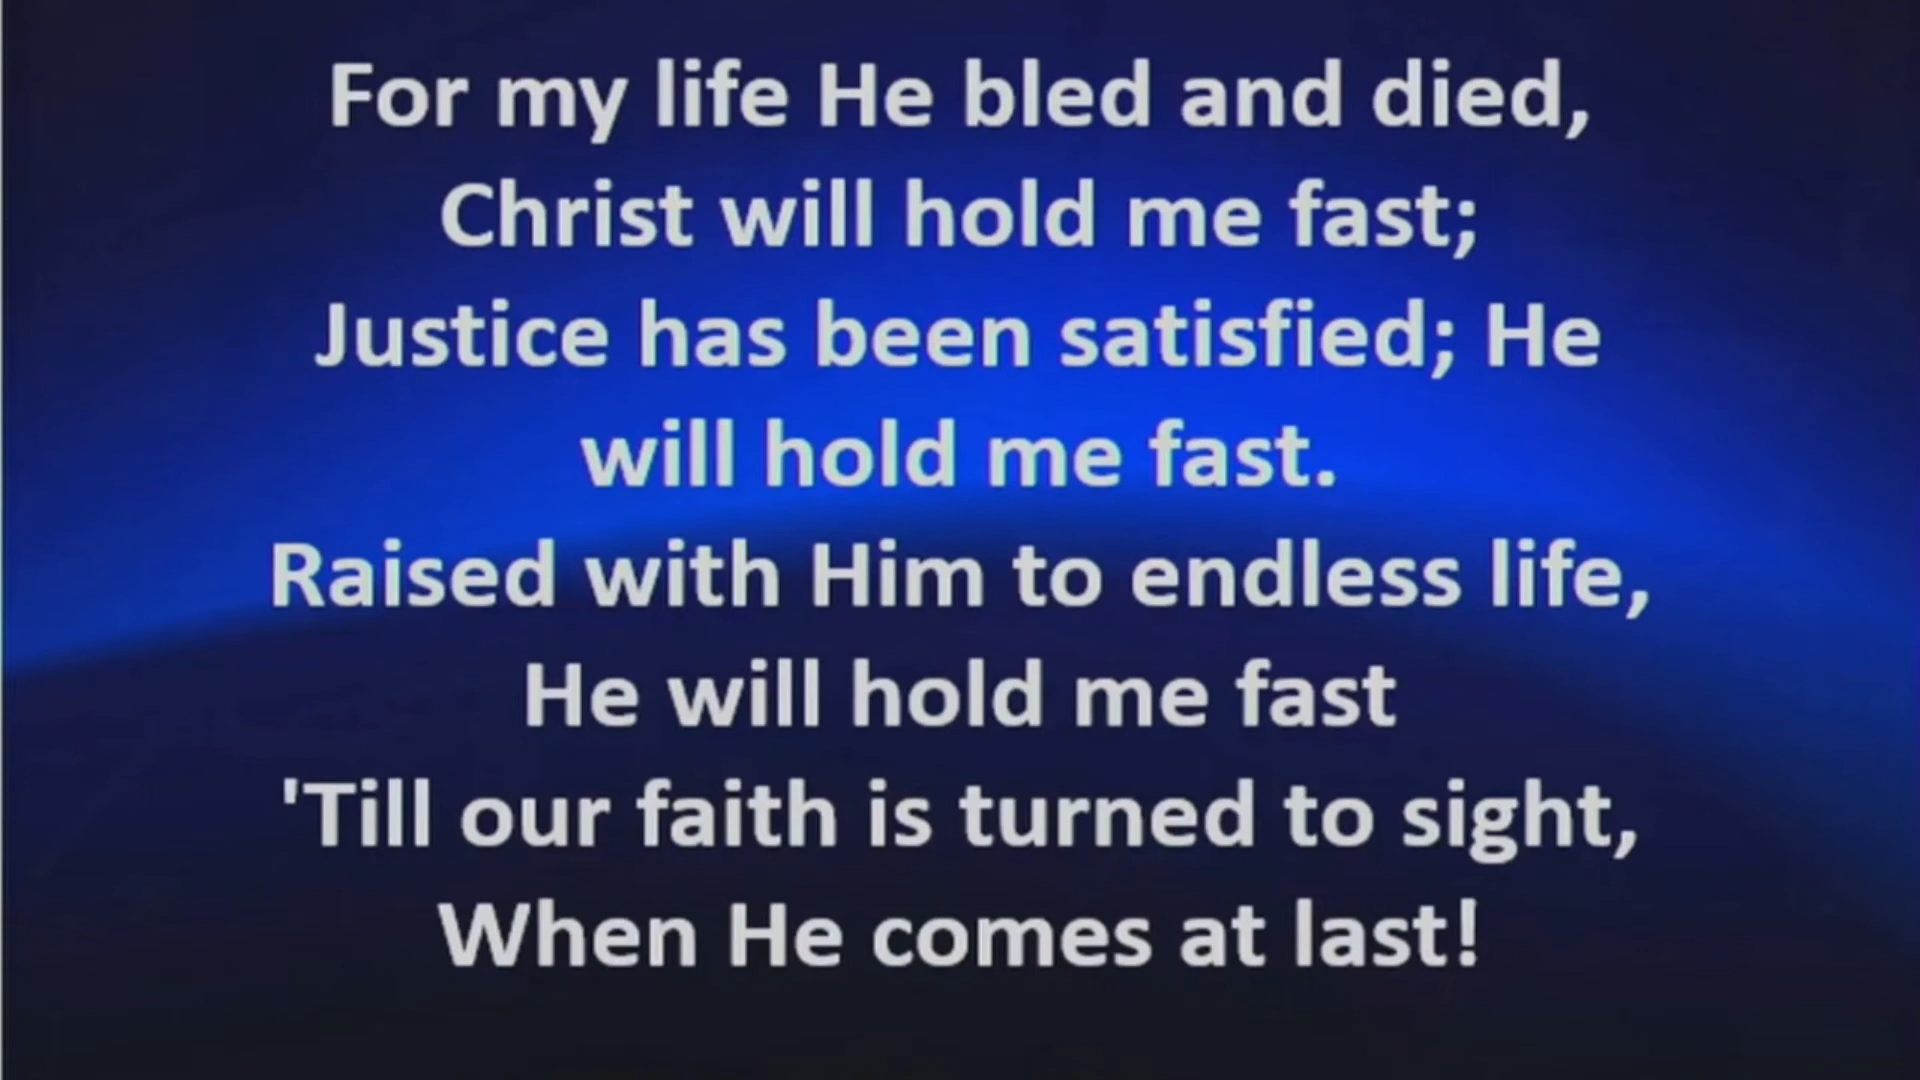 For my life He bled and died,
Christ will hold me fast;
Justice has been satisfied; He
will hold me fast.
Raised with Him to endless life,
He will hold me fast
'Till our faith is turned to sight,
When He comes at last!